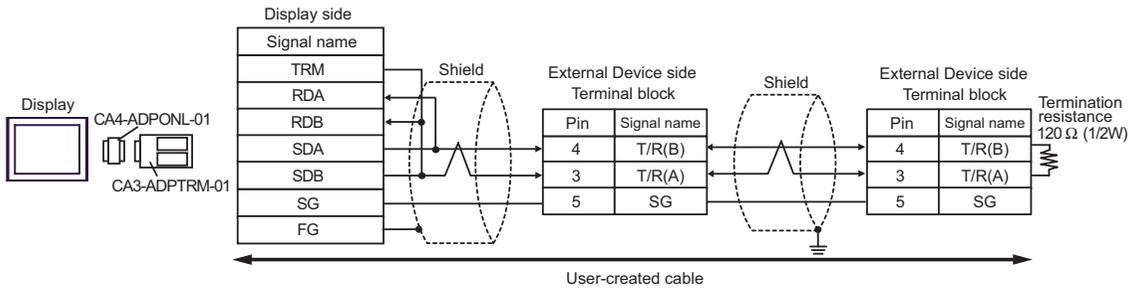 Display side
Signal name
TRM
RDA
RDB
SDA
SDB
SG
FG
Display
CA4-ADPONL-01
CA3-ADPTRM-01
Shield
External Device side
Terminal block
Pin Signal name
4 T/R(B)
3 T/R(A)
5 SG
Shield
External Device side
Terminal block
Pin Signal name
4 T/R(B)
3 T/R(A)
5 SG
Termination
resistance
120 Ω (1/2W)
User-created cable